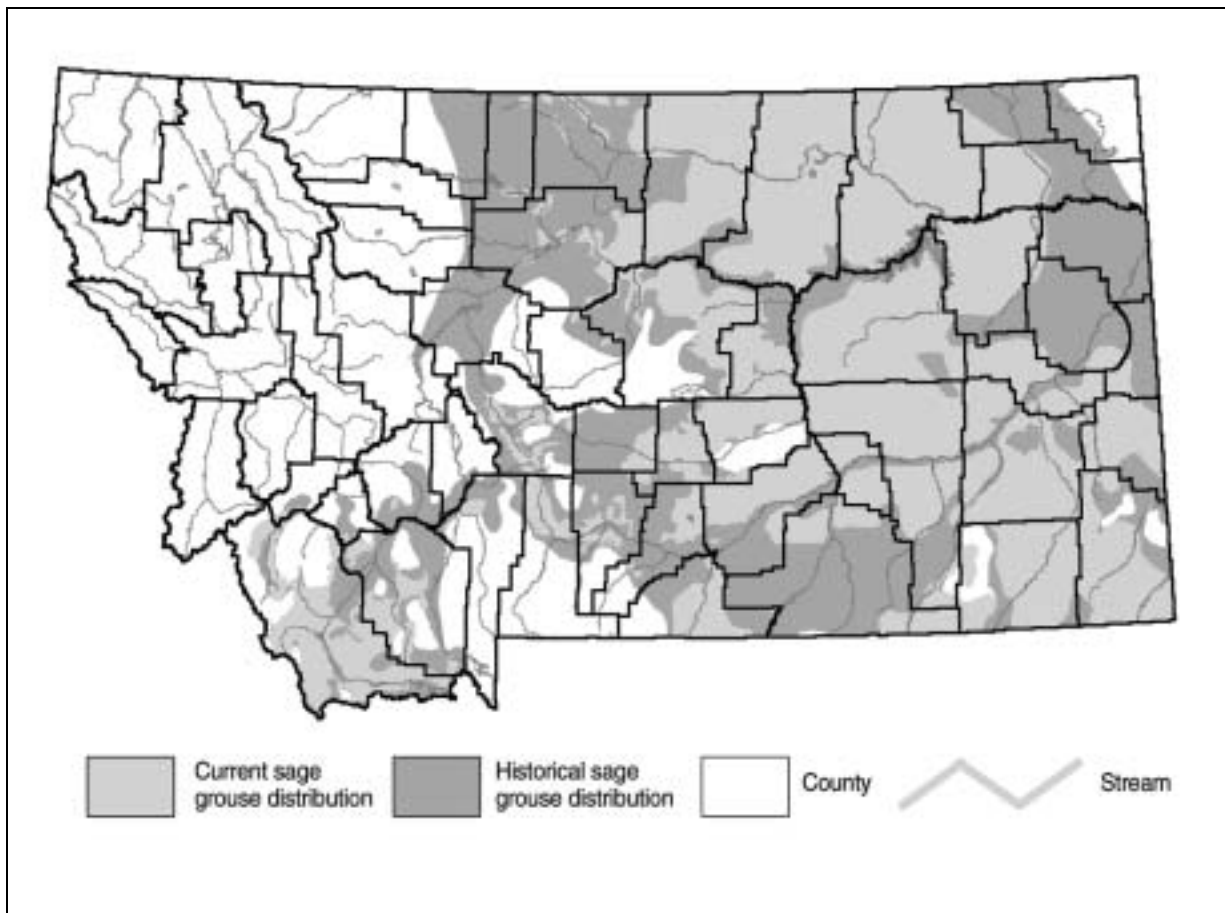 Current sage
grouse distribution
Historical sage
grouse distribution
County
Stream